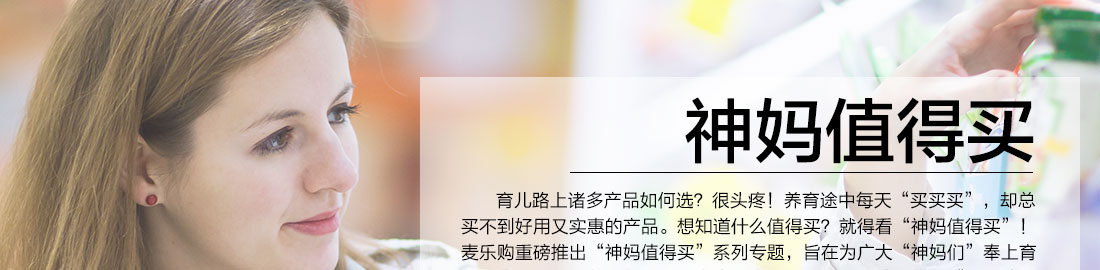 神妈值得买
育儿路上诸多产品如何选？很头疼！养育途中每天“买买买”，却总
买不到好用又实惠的产品。想知道什么值得买？就得看“神妈值得买”！
麦乐购重磅推出“神妈值得买”系列专题，旨在为广大“神妈们”奉上育